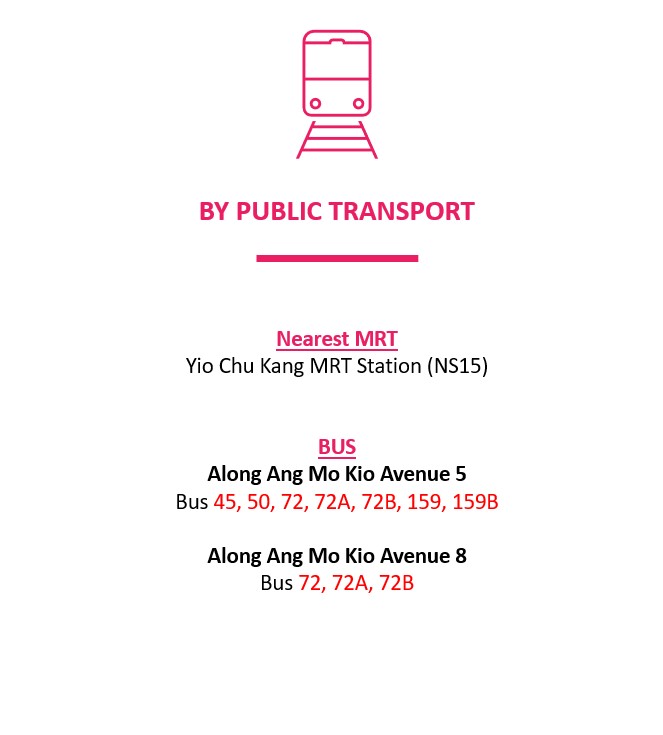 BY PUBLIC TRANSPORT
Nearest MRT
Yio Chu Kang MRT Station (NS15)
BUS
Along Ang Mo Kio Avenue 5
Bus 45, 50, 72, 72A, 72B, 159, 159B
Along Ang Mo Kio Avenue 8
Bus 72, 72A, 72B